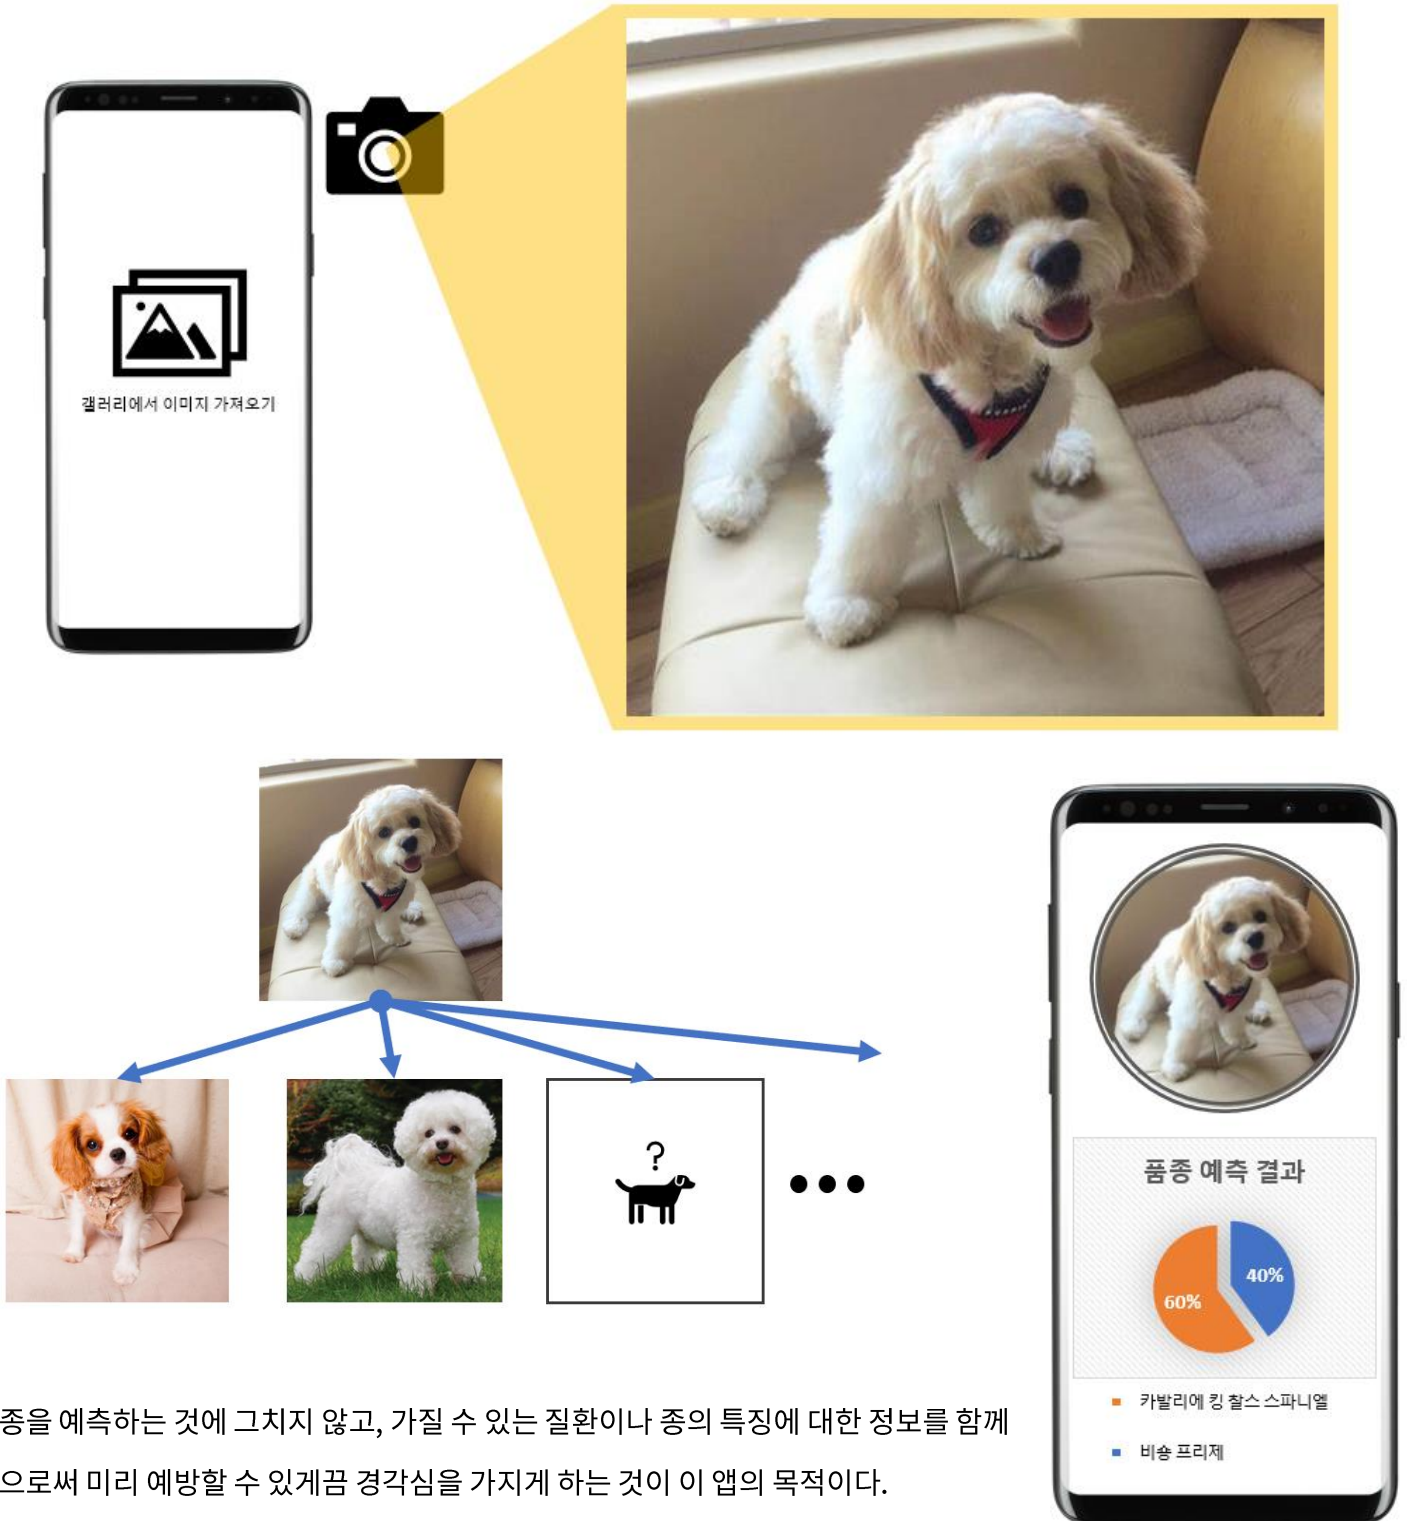 갤러리에서 이미지 가져오기
?
품종 예측 결과
40%
60%
카발리에 킹 찰스 스파니엘
비숑 프리제
종을 예측하는 것에 그치지 않고, 가질 수 있는 질환이나 종의 특징에 대한 정보를 함께
으로써 미리 예방할 수 있게끔 경각심을 가지게 하는 것이 이 앱의 목적이다.